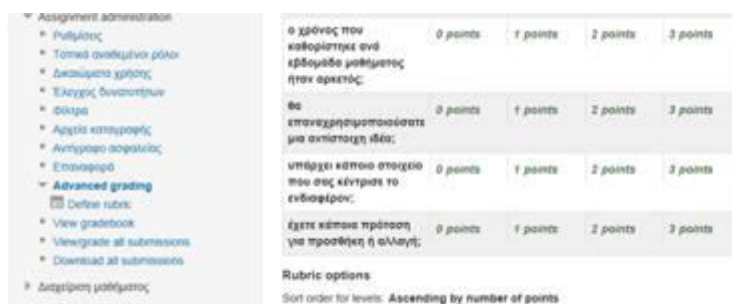 Assignment administration
Ρυθμίσεις
Τοπικά αναθεμένοι ρόλοι
Δικαιώματα χρήσης
Έλεγχος δυνατοτήτων
Φίλτρα
Αρχεία καταγραφής
Αντίγραφο ασφαλείας
Επαναφορά
Advanced grading
Define rubric
View gradebook
View/grade all submissions
Download all submissions
Διαχείριση μαθήματος
ο χρόνος που
καθορίστηκε ανά
εβδομάδα μαθήματος
ήταν αρκετός;
0 points 1 points 2 points 3 points
θα
επαναχρησιμοποιούσατε
μια αντίστοιχη ιδέα;
0 points 1 points 2 points 3 points
υπάρχει κάποιο στοιχείο
που σας κέντρισε το
ενδιαφέρον;
0 points 1 points 2 points 3 points
έχετε κάποια πρόταση
για προσθήκη ή αλλαγή;
0 points 1 points 2 points 3 points
Rubric options
Sort order for levels: Ascending by number of points